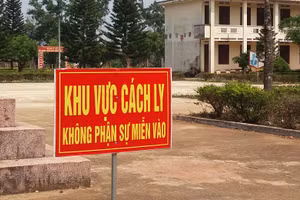 KHU VỰC CÁCH LY
KHÔNG PHẬN SỰ MIỄN VÀO